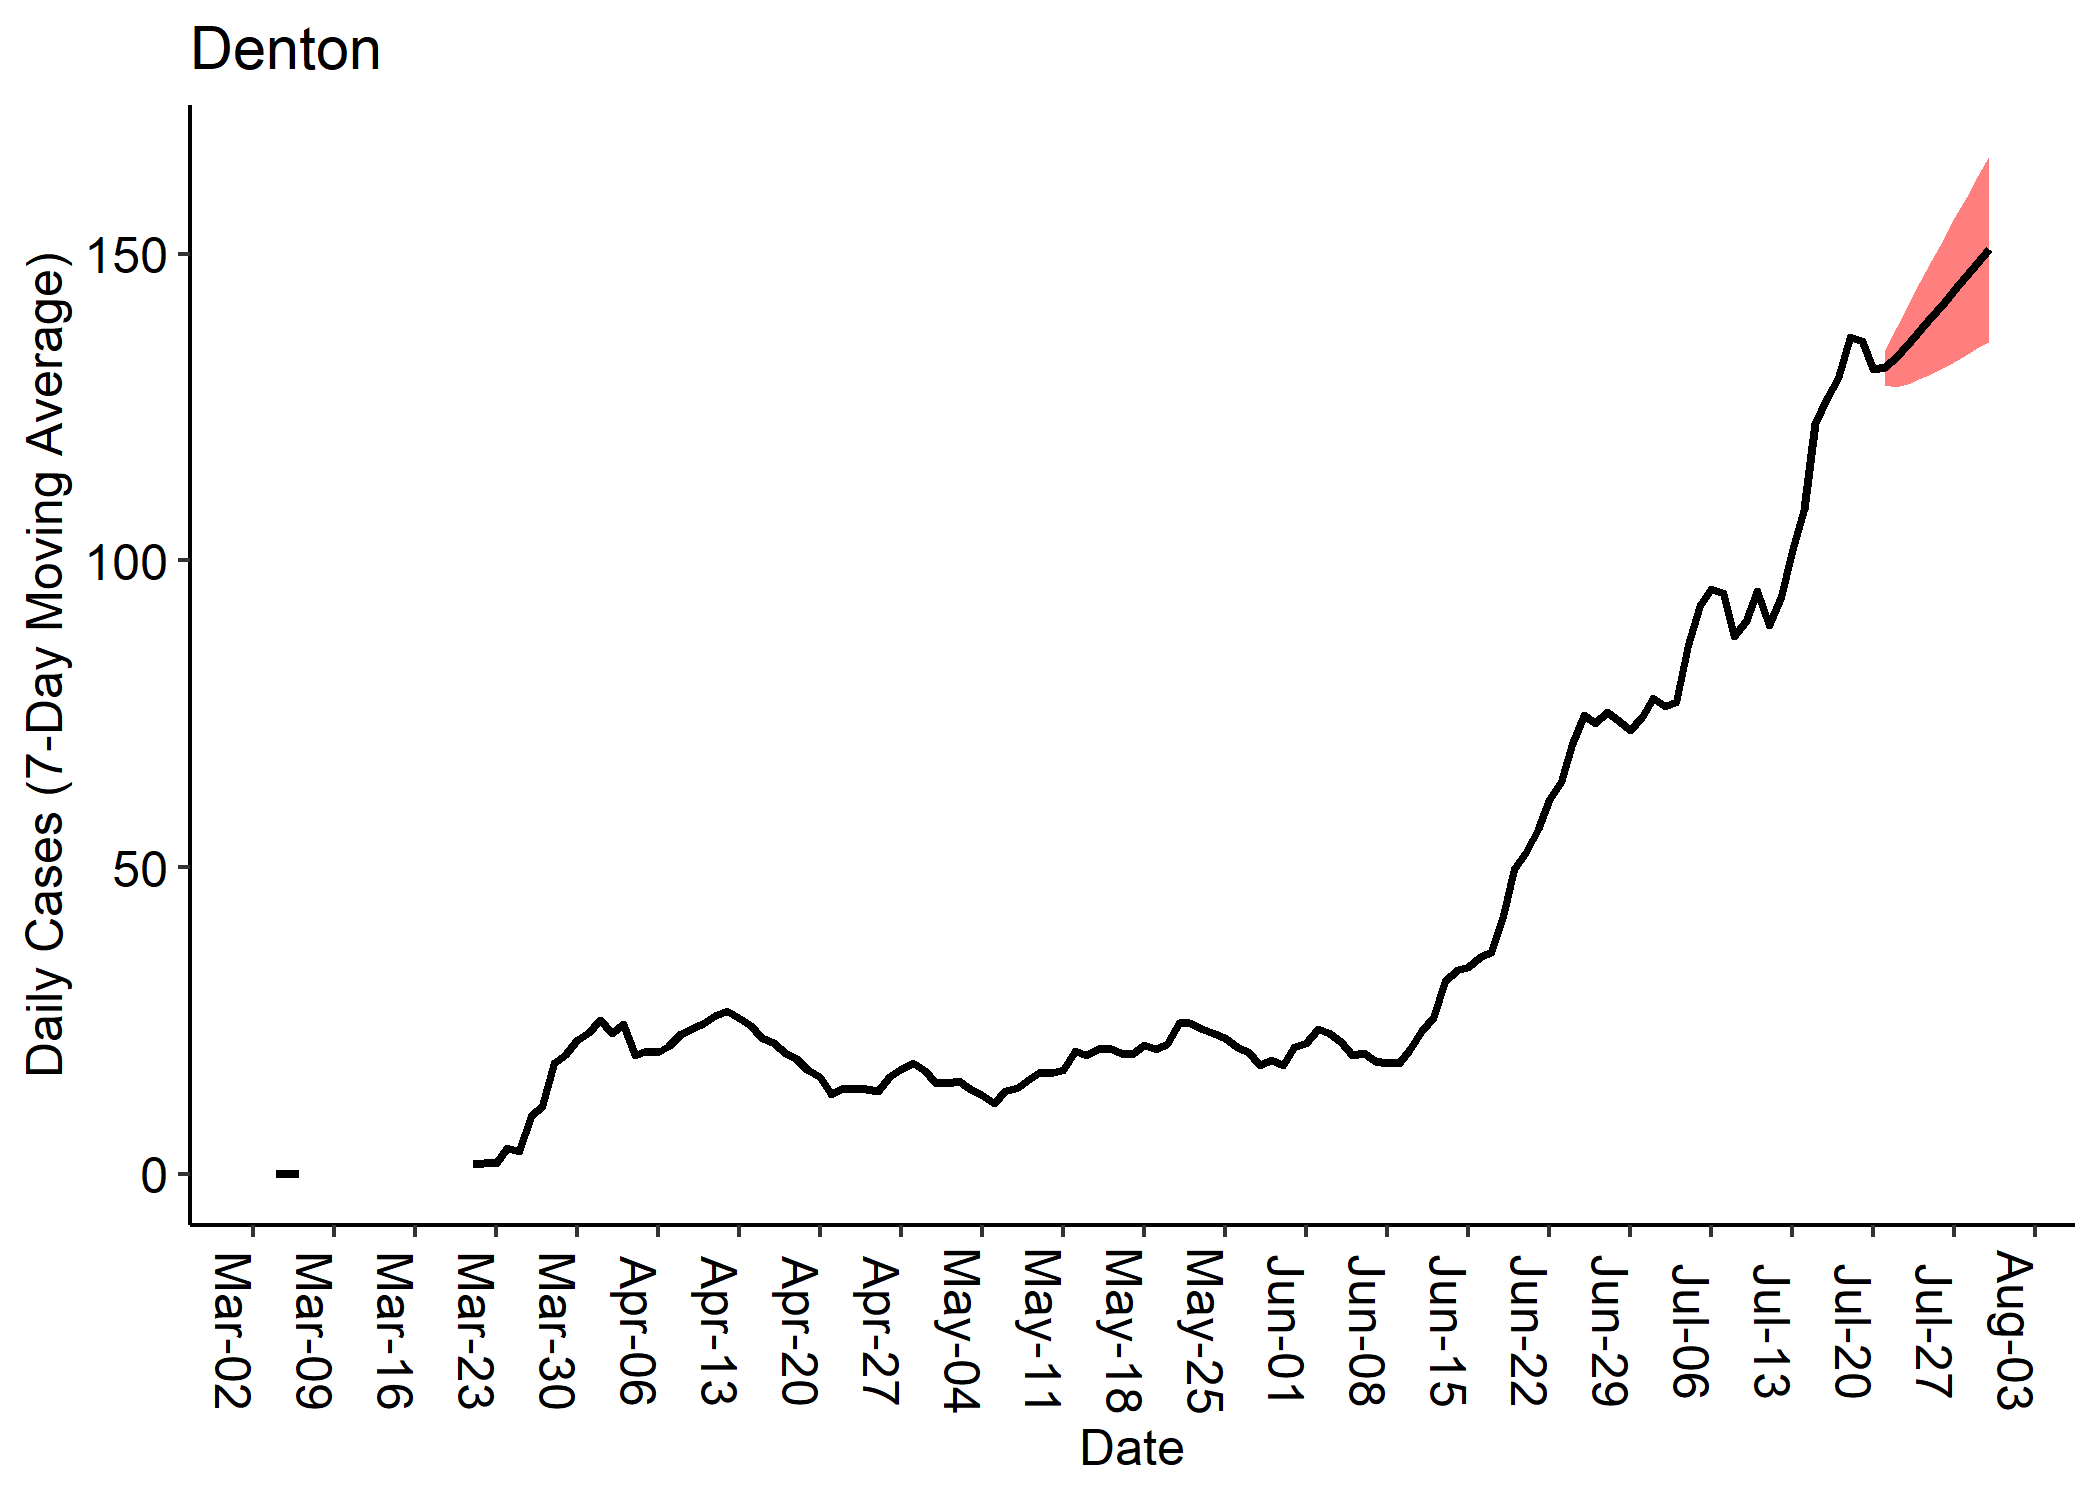 Denton
Daily Cases (7-Day Moving Average)
150
100
50
0
Mar-02
Mar-09
Mar-16
Mar-23
Mar-30
Apr-06
Apr-13
Apr-20
Apr-27
May-04
May-11
May-18
May-25
Jun-01
Jun-08
Jun-15
Jun-22
Jun-29
Jul-06
Jul-13
Jul-20
Jul-27
Aug-03
Date